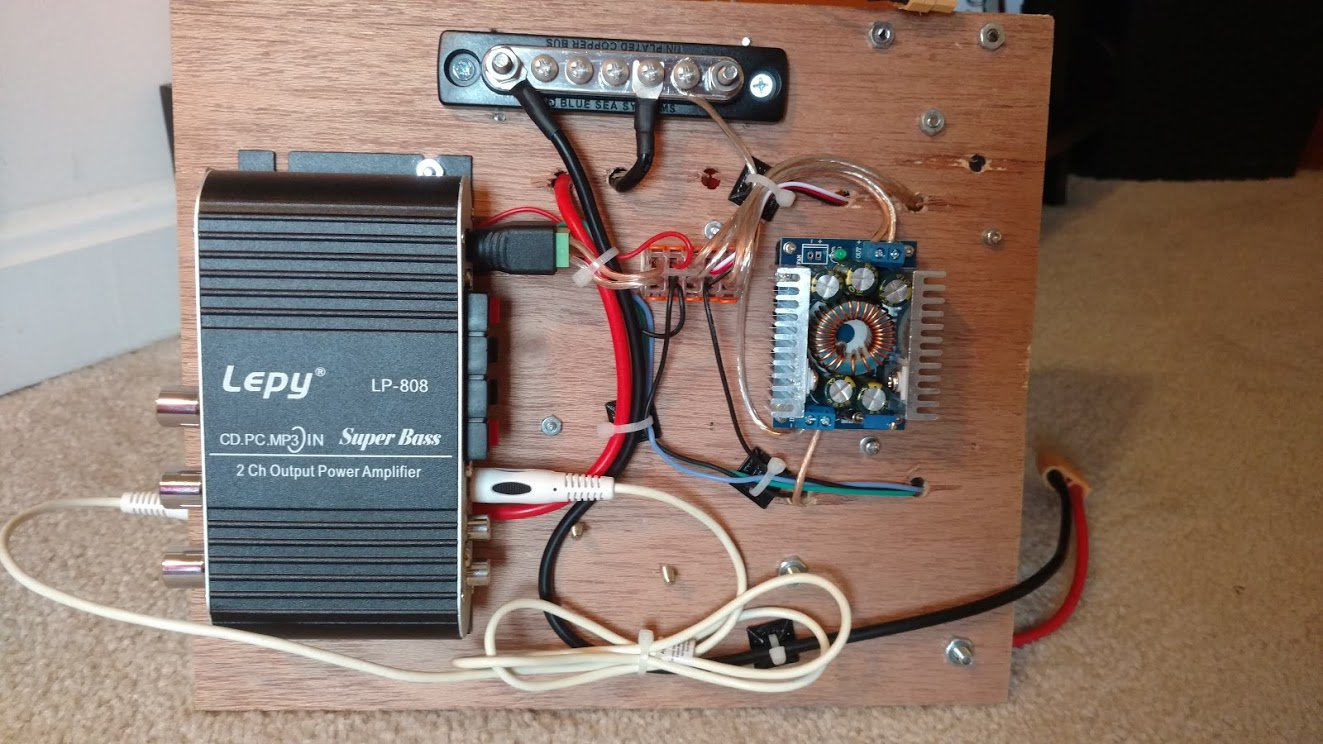 TIN PLATED COPPER BUS
BLUE SEA SYSTEMS
OUT
LEPY®
LP-808
CD.PC.MP3 IN Super Bass
2 Ch Output Power Amplifier